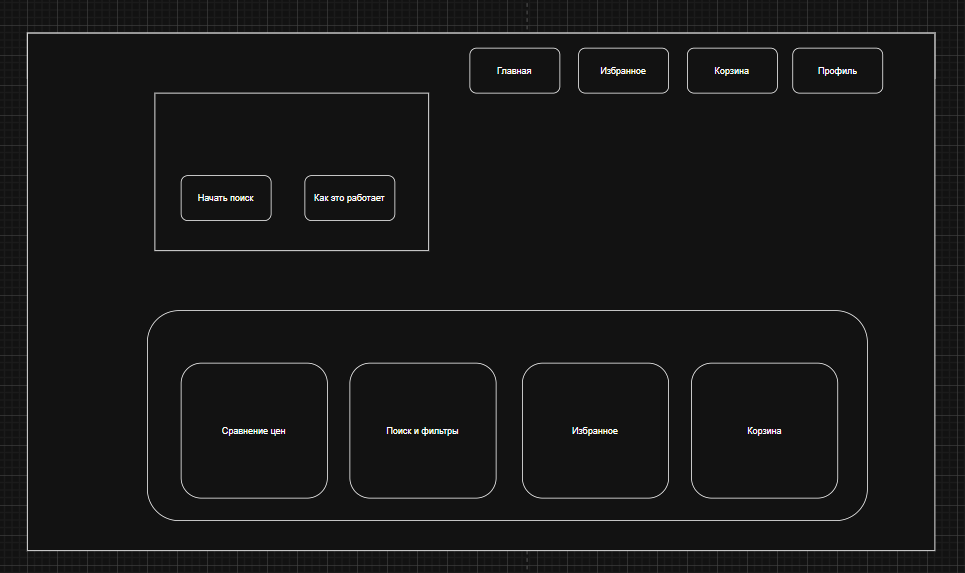 Главная
Избранное
Корзина
Профиль
Начать поиск
Как это работает
Сравнение цен
Поиск и фильтры
Избранное
Корзина